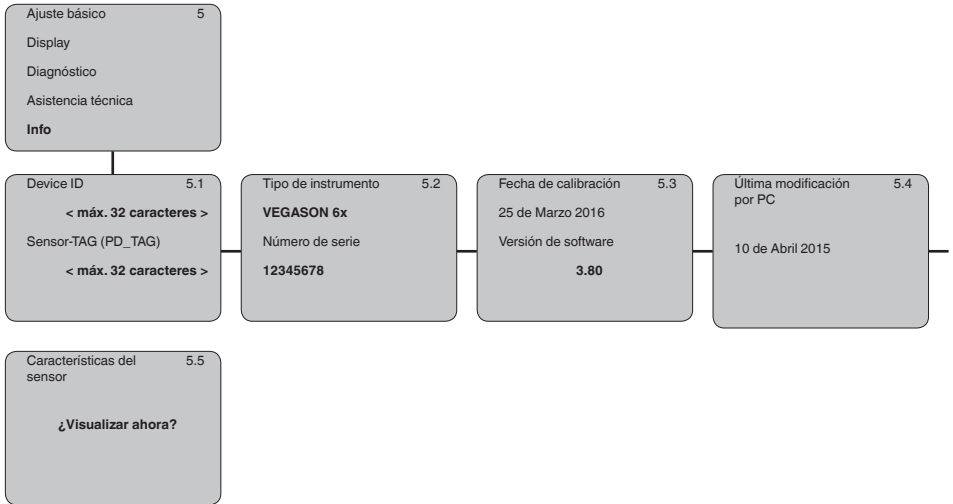 Ajuste básico 5
Display
Diagnóstico
Asistencia técnica
Info
Device ID 5.1
< máx. 32 caracteres >
Sensor-TAG (PD_TAG)
< máx. 32 caracteres >
Tipo de instrumento 5.2
VEGASON 6x
Número de serie
12345678
Fecha de calibración 5.3
25 de Marzo 2016
Versión de software
3.80
Última modificación 5.4
por PC
10 de Abril 2015
Características del 5.5
sensor
¿Visualizar ahora?